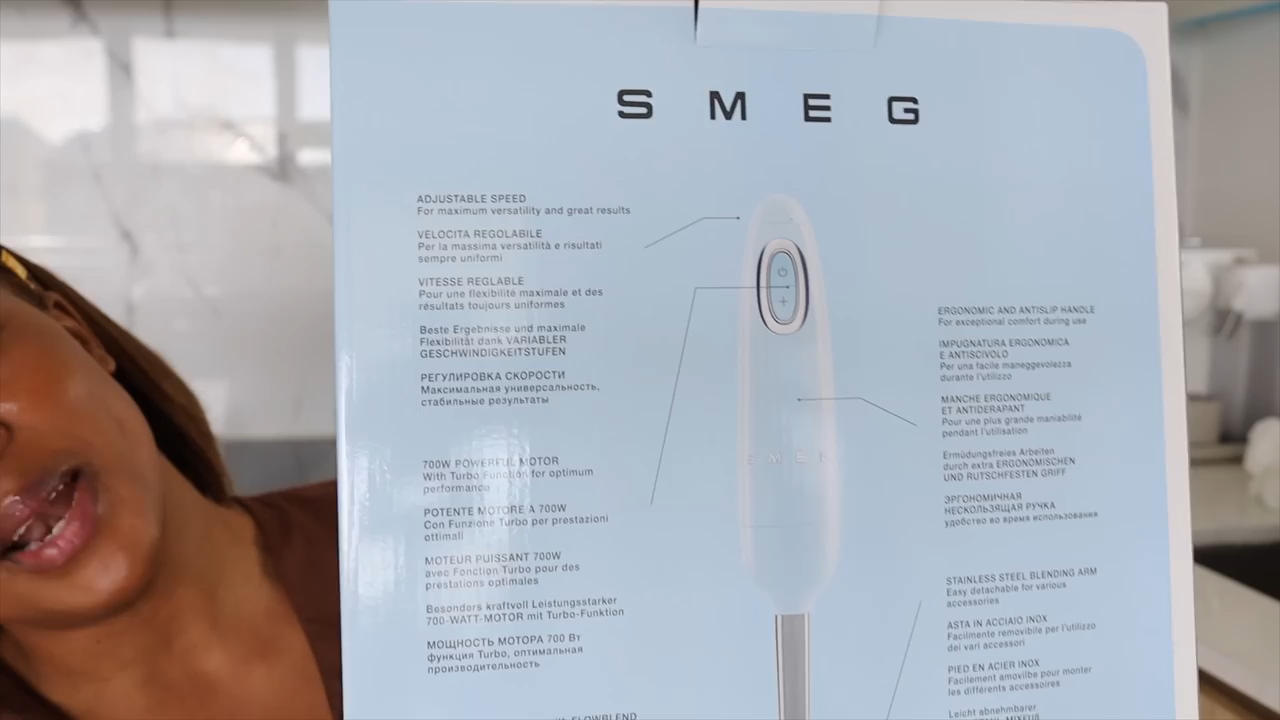 SMEG
ADJUSTABLE SPEED
For maximum versatility and great results
VELOCITA REGOLABILE
Per la massima versatilità e risultati
sempre uniformi
VITESSE REGLABLE
Pour une flexibilité maximale et des
résultats toujours uniformes
Beste Ergebnisse und maximale
Flexibilität dank VARIABLER
GESCHWINDIGKEITSTUFEN
РЕГУЛИРОВКА СКОРОСТИ
Максимальная универсальность,
стабильные результаты
700W POWERFUL MOTOR
With Turbo Function for optimum
performance
POTENTE MOTORE A 700W
Con Funzione Turbo per prestazioni
ottimali
MOTEUR PUISSANT 700W
avec Fonction Turbo pour des
prestations optimales
Besonders kraftvoll Leistungsstarker
700-WATT-MOTOR mit Turbo-Funktion
МОЩНОСТЬ МОТОРА 700 Вт
функция Turbo, оптимальная
производительность
FLOWBLEND
SMEG
ERGONOMIC AND ANTISLIP HANDLE
For exceptional comfort during use
IMPUGNATURA ERGONOMICA
E ANTISCIVOLO
Per una facile maneggevolezza
durante l'utilizzo
MANCHE ERGONOMIQUE
ET ANTIDERAPANT
Pour une plus grande maniabilité
pendant l'utilisation
Ermüdungsfreies Arbeiten
durch extra ERGONOMISCHEN
UND RUTSCHFESTEN GRIFF
ЭРГОНОМИЧНАЯ
НЕСКОЛЬЗЯЩАЯ РУЧКА
удобство во время использования
STAINLESS STEEL BLENDING ARM
Easy detachable for various
accessories
ASTA IN ACCIAIO INOX
Facilmente removibile per l'utilizzo
dei vari accessori
PIED EN ACIER INOX
Facilement amovilbe pour monter
les différents accessoires
Leicht abnehmbarer